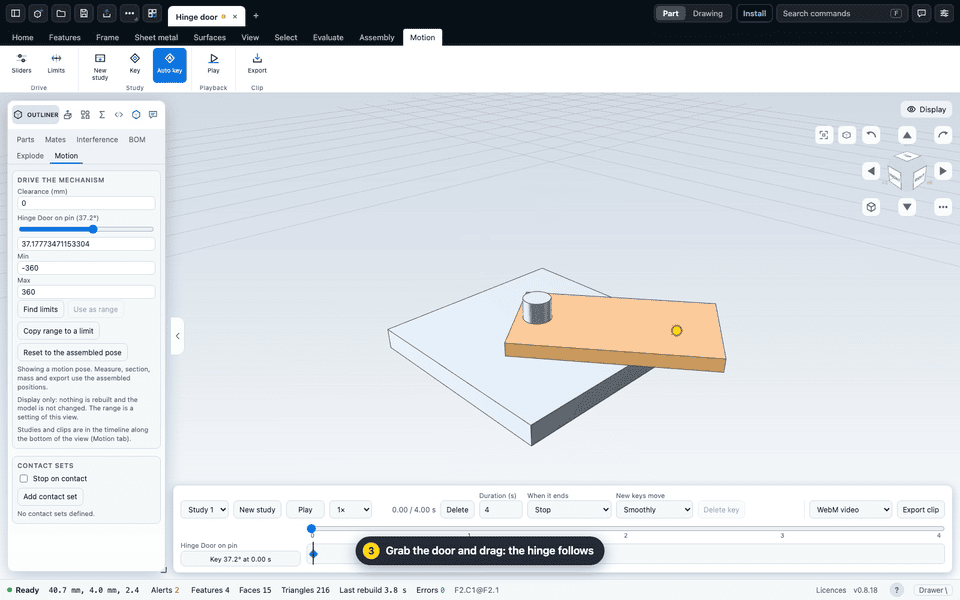 Hinge door
Part
Drawing
Install
Search commands
F
Home
Features
Frame
Sheet metal
Surfaces
View
Select
Evaluate
Assembly
Motion
Sliders
Limits
New study
Key
Auto key
Play
Export
Drive
Study
Playback
Clip
OUTLINER
Display
Parts
Mates
Interference
BOM
Explode
Motion
DRIVE THE MECHANISM
Clearance (mm)
0
Hinge Door on pin (37.2°)
37.17773471153304
Min
-360
Max
360
Find limits
Use as range
Copy range to a limit
Reset to the assembled pose
Showing a motion pose. Measure, section,
mass and export use the assembled
positions.
Display only: nothing is rebuilt and the
model is not changed. The range is a
setting of this view.
Studies and clips are in the timeline along
the bottom of the view (Motion tab).
CONTACT SETS
Stop on contact
Add contact set
No contact sets defined.
Duration (s)
When it ends
New keys move
Study 1
New study
Play
1×
0.00 / 4.00 s
Delete
4
Stop
Smoothly
Delete key
WebM video
Export clip
0
1
2
3
4
Hinge Door on pin
Key 37.2° at 0.00 s
3 Grab the door and drag: the hinge follows
Ready
40.7 mm, 4.0 mm, 2.4
Alerts 2
Features 4
Faces 15
Triangles 216
Last rebuild 3.8 s
Errors 0
F2.C1@F2.1
Licences
v0.8.18
?
Drawer \